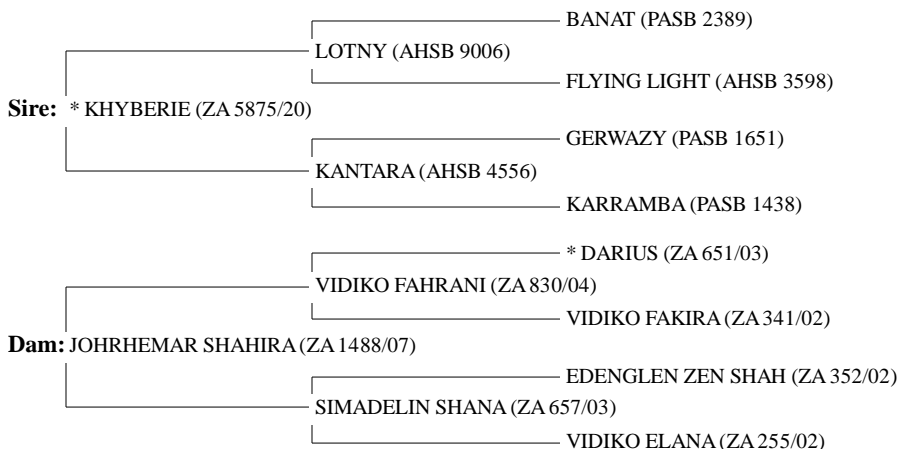 BANAT (PASB 2389)
LOTNY (AHSB 9006)
FLYING LIGHT (AHSB 3598)
Sire: * KHYBERIE (ZA 5875/20)
GERWAZY (PASB 1651)
KANTARA (AHSB 4556)
KARRAMBA (PASB 1438)
* DARIUS (ZA 651/03)
VIDIKO FAHRANI (ZA 830/04)
VIDIKO FAKIRA (ZA 341/02)
Dam: JOHRHEMAR SHAHIRA (ZA 1488/07)
EDENGLEN ZEN SHAH (ZA 352/02)
SIMADELIN SHANA (ZA 657/03)
VIDIKO ELANA (ZA 255/02)